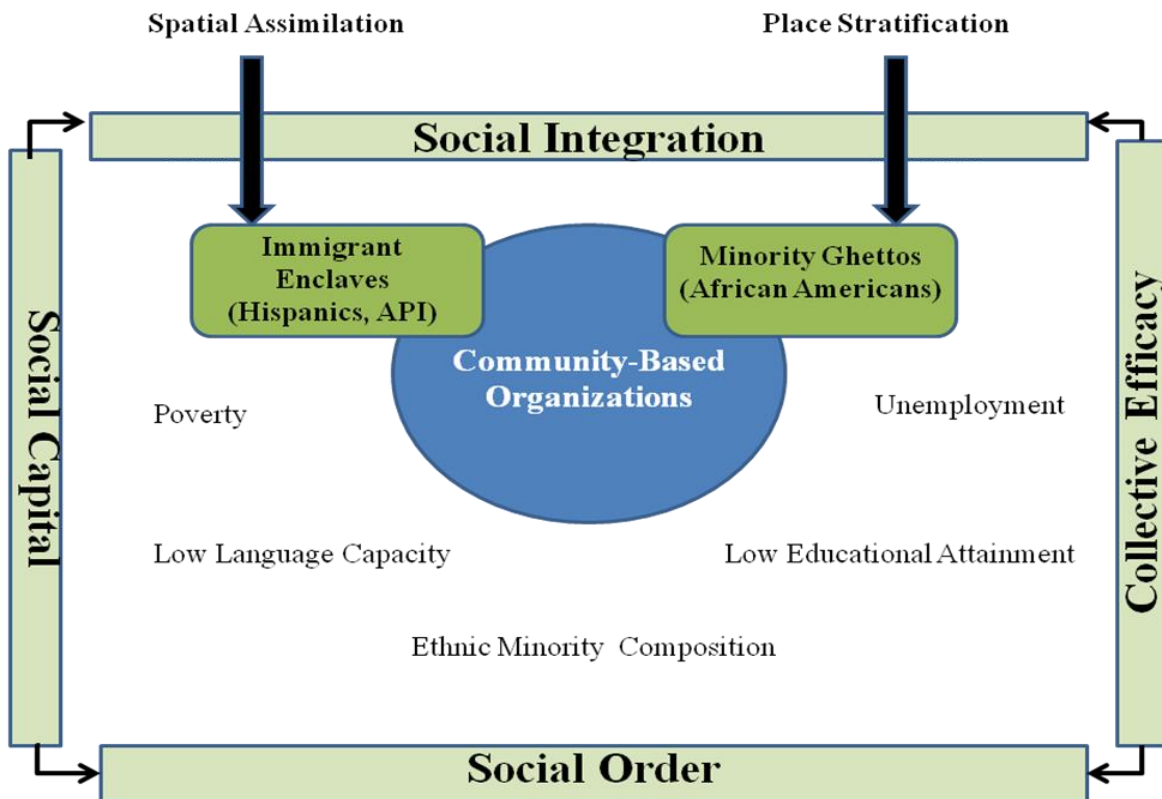 Spatial Assimilation
Place Stratification
Social Integration
Immigrant
Enclaves
(Hispanics, API)
Minority Ghettos
(African Americans)
Community-Based
Organizations
Social Capital
Collective Efficacy
Poverty
Unemployment
Low Language Capacity
Low Educational Attainment
Ethnic Minority Composition
Social Order